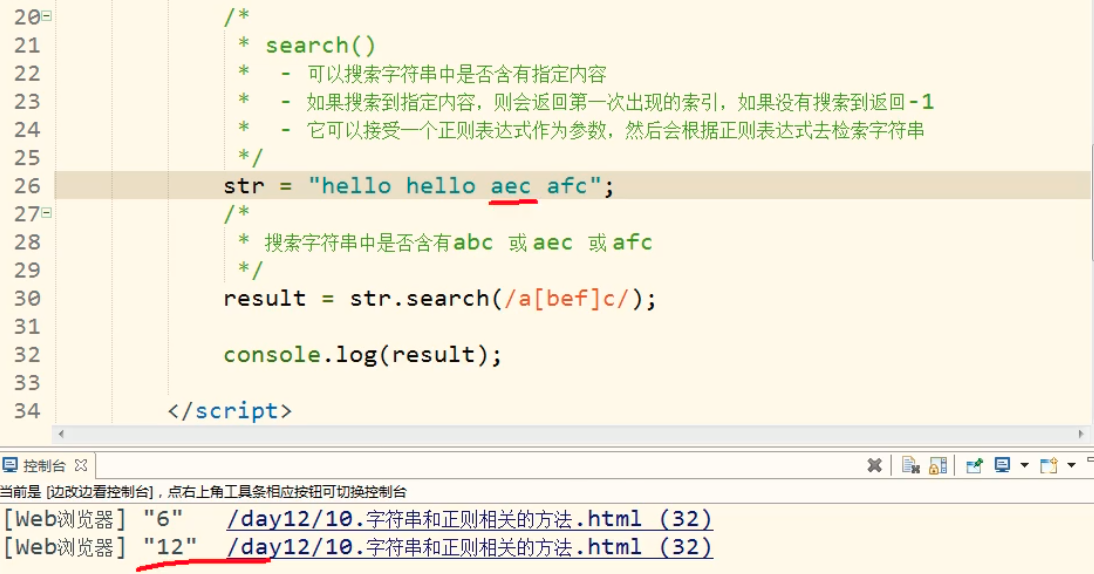 20 /*
21 * search()
22 * - 可以搜索字符串中是否含有指定内容
23 * - 如果搜索到指定内容，则会返回第一次出现的索引，如果没有搜索到返回-1
24 * - 它可以接受一个正则表达式作为参数，然后会根据正则表达式去检索字符串
25 */
26 str = "hello hello aec afc";
27 /*
28 * 搜索字符串中是否含有abc 或 aec 或 afc
29 */
30 result = str.search(/a[bef]c/);
31
32 console.log(result);
33
34 </script>
控制台
当前是 [边改边看控制台]，点右上角工具条相应按钮可切换控制台
[Web浏览器] "6" /day12/10.字符串和正则相关的方法.html (32)
[Web浏览器] "12" /day12/10.字符串和正则相关的方法.html (32)